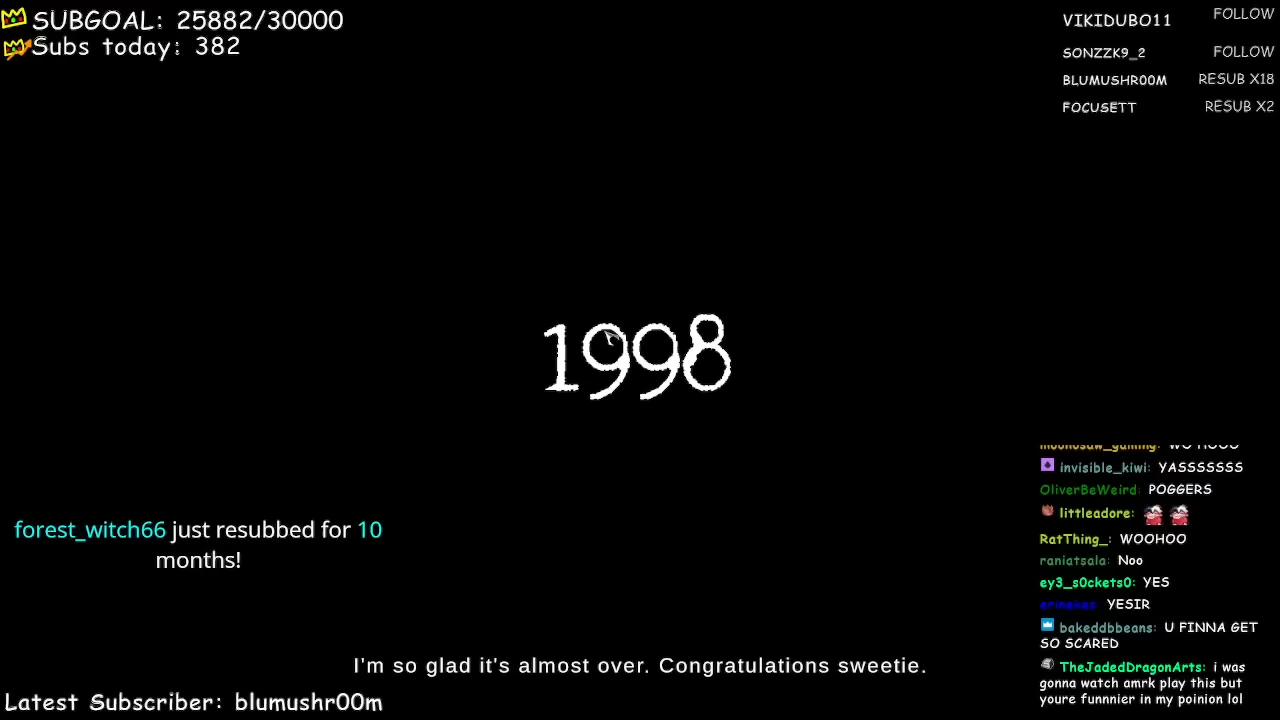 SUBGOAL: 25882/30000
Subs today: 382
VIKIDUBO11 FOLLOW
SONZZK9_2 FOLLOW
BLUMUSHR00M RESUB X18
FOCUSETT RESUB X2
1998
forest_witch66 just resubbed for 10
months!
invisible_kiwi: YASSSSSSS
OliverBeWeird: POGGERS
littleadore:
RatThing_: WOOHOO
raniatsala: Noo
ey3_s0ckets0: YES
YESIR
bakeddbbeans: U FINNA GET
SO SCARED
TheJadedDragonArts: i was
gonna watch amrk play this but
youre funnnier in my poinion lol
I'm so glad it's almost over. Congratulations sweetie.
Latest Subscriber: blumushr00m